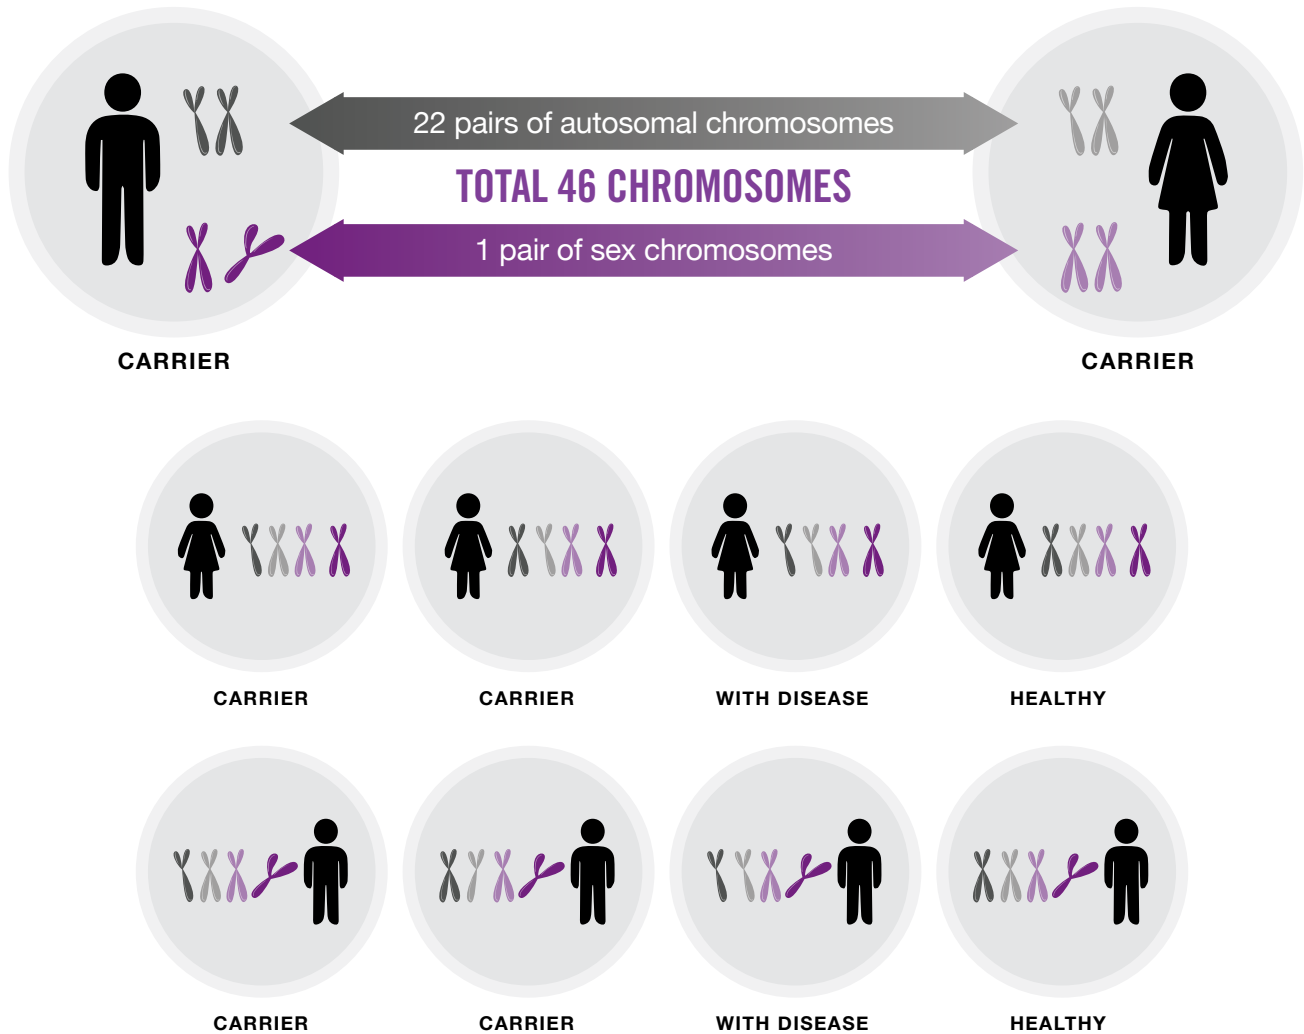 22 pairs of autosomal chromosomes
TOTAL 46 CHROMOSOMES
1 pair of sex chromosomes
CARRIER
CARRIER
CARRIER
CARRIER
WITH DISEASE
HEALTHY
CARRIER
CARRIER
WITH DISEASE
HEALTHY